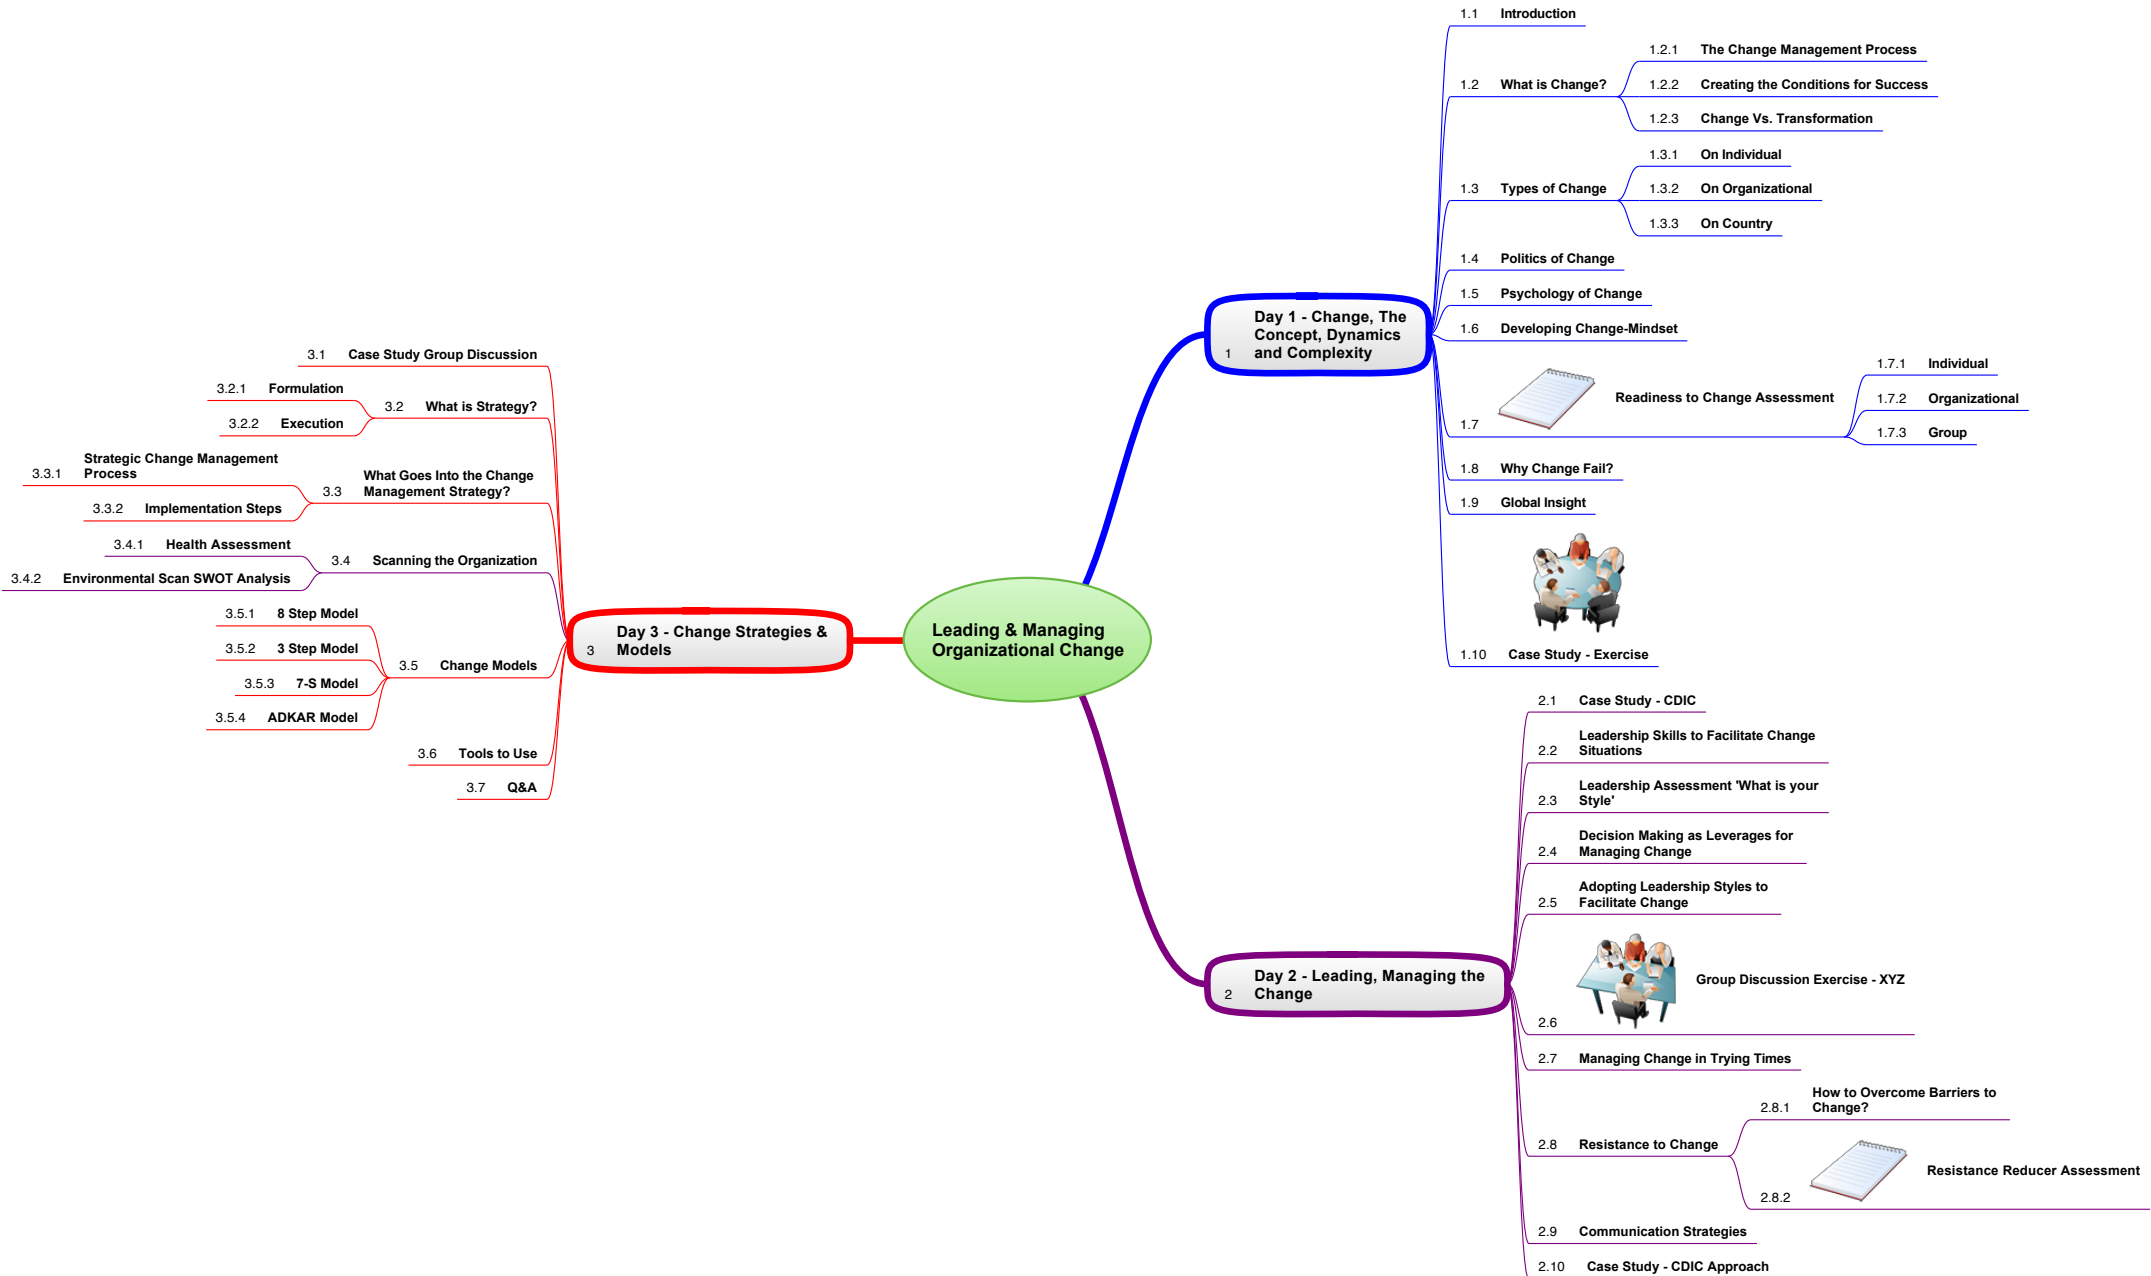 Leading & Managing
Organizational Change
1 Day 1 - Change, The
Concept, Dynamics
and Complexity
1.1 Introduction
1.2 What is Change?
1.2.1 The Change Management Process
1.2.2 Creating the Conditions for Success
1.2.3 Change Vs. Transformation
1.3 Types of Change
1.3.1 On Individual
1.3.2 On Organizational
1.3.3 On Country
1.4 Politics of Change
1.5 Psychology of Change
1.6 Developing Change-Mindset
1.7 Readiness to Change Assessment
1.7.1 Individual
1.7.2 Organizational
1.7.3 Group
1.8 Why Change Fail?
1.9 Global Insight
1.10 Case Study - Exercise
2 Day 2 - Leading, Managing the
Change
2.1 Case Study - CDIC
2.2 Leadership Skills to Facilitate Change
Situations
2.3 Leadership Assessment 'What is your
Style'
2.4 Decision Making as Leverages for
Managing Change
2.5 Adopting Leadership Styles to
Facilitate Change
2.6 Group Discussion Exercise - XYZ
2.7 Managing Change in Trying Times
2.8 Resistance to Change
2.8.1 How to Overcome Barriers to
Change?
2.8.2 Resistance Reducer Assessment
2.9 Communication Strategies
2.10 Case Study - CDIC Approach
3 Day 3 - Change Strategies &
Models
3.1 Case Study Group Discussion
3.2 What is Strategy?
3.2.1 Formulation
3.2.2 Execution
3.3 What Goes Into the Change
Management Strategy?
3.3.1 Strategic Change Management
Process
3.3.2 Implementation Steps
3.4 Scanning the Organization
3.4.1 Health Assessment
3.4.2 Environmental Scan SWOT Analysis
3.5 Change Models
3.5.1 8 Step Model
3.5.2 3 Step Model
3.5.3 7-S Model
3.5.4 ADKAR Model
3.6 Tools to Use
3.7 Q&A